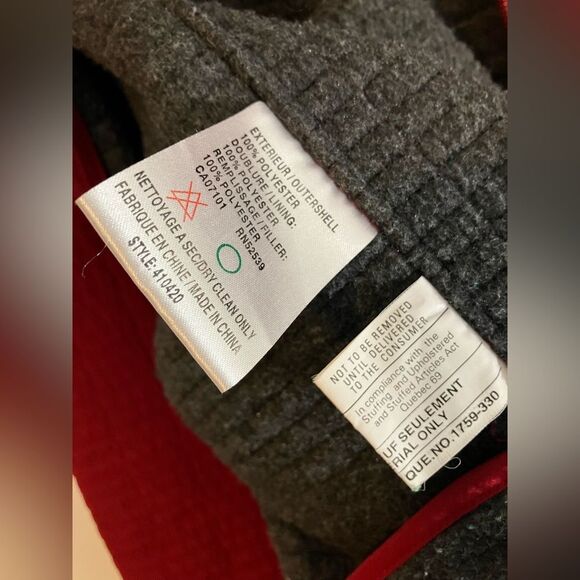 EXTERIEUR/OUTERSHELL
100% POLYESTER
DOUBLURE/LINING:
100% POLYESTER
REMPLISSAGE/FILLER:
100% POLYESTER
CA07101 RN52539
NETTOYAGE A SEC/DRY CLEAN ONLY
FABRIQUE EN CHINE/MADE IN CHINA
STYLE:410420
NOT TO BE REMOVED
UNTIL DELIVERED
TO THE CONSUMER
In compliance with the
Stuffing and Upholstered
and Stuffed Articles Act
Quebec 69
UF SEULEMENT
RIAL ONLY
QUE.NO.1759-330